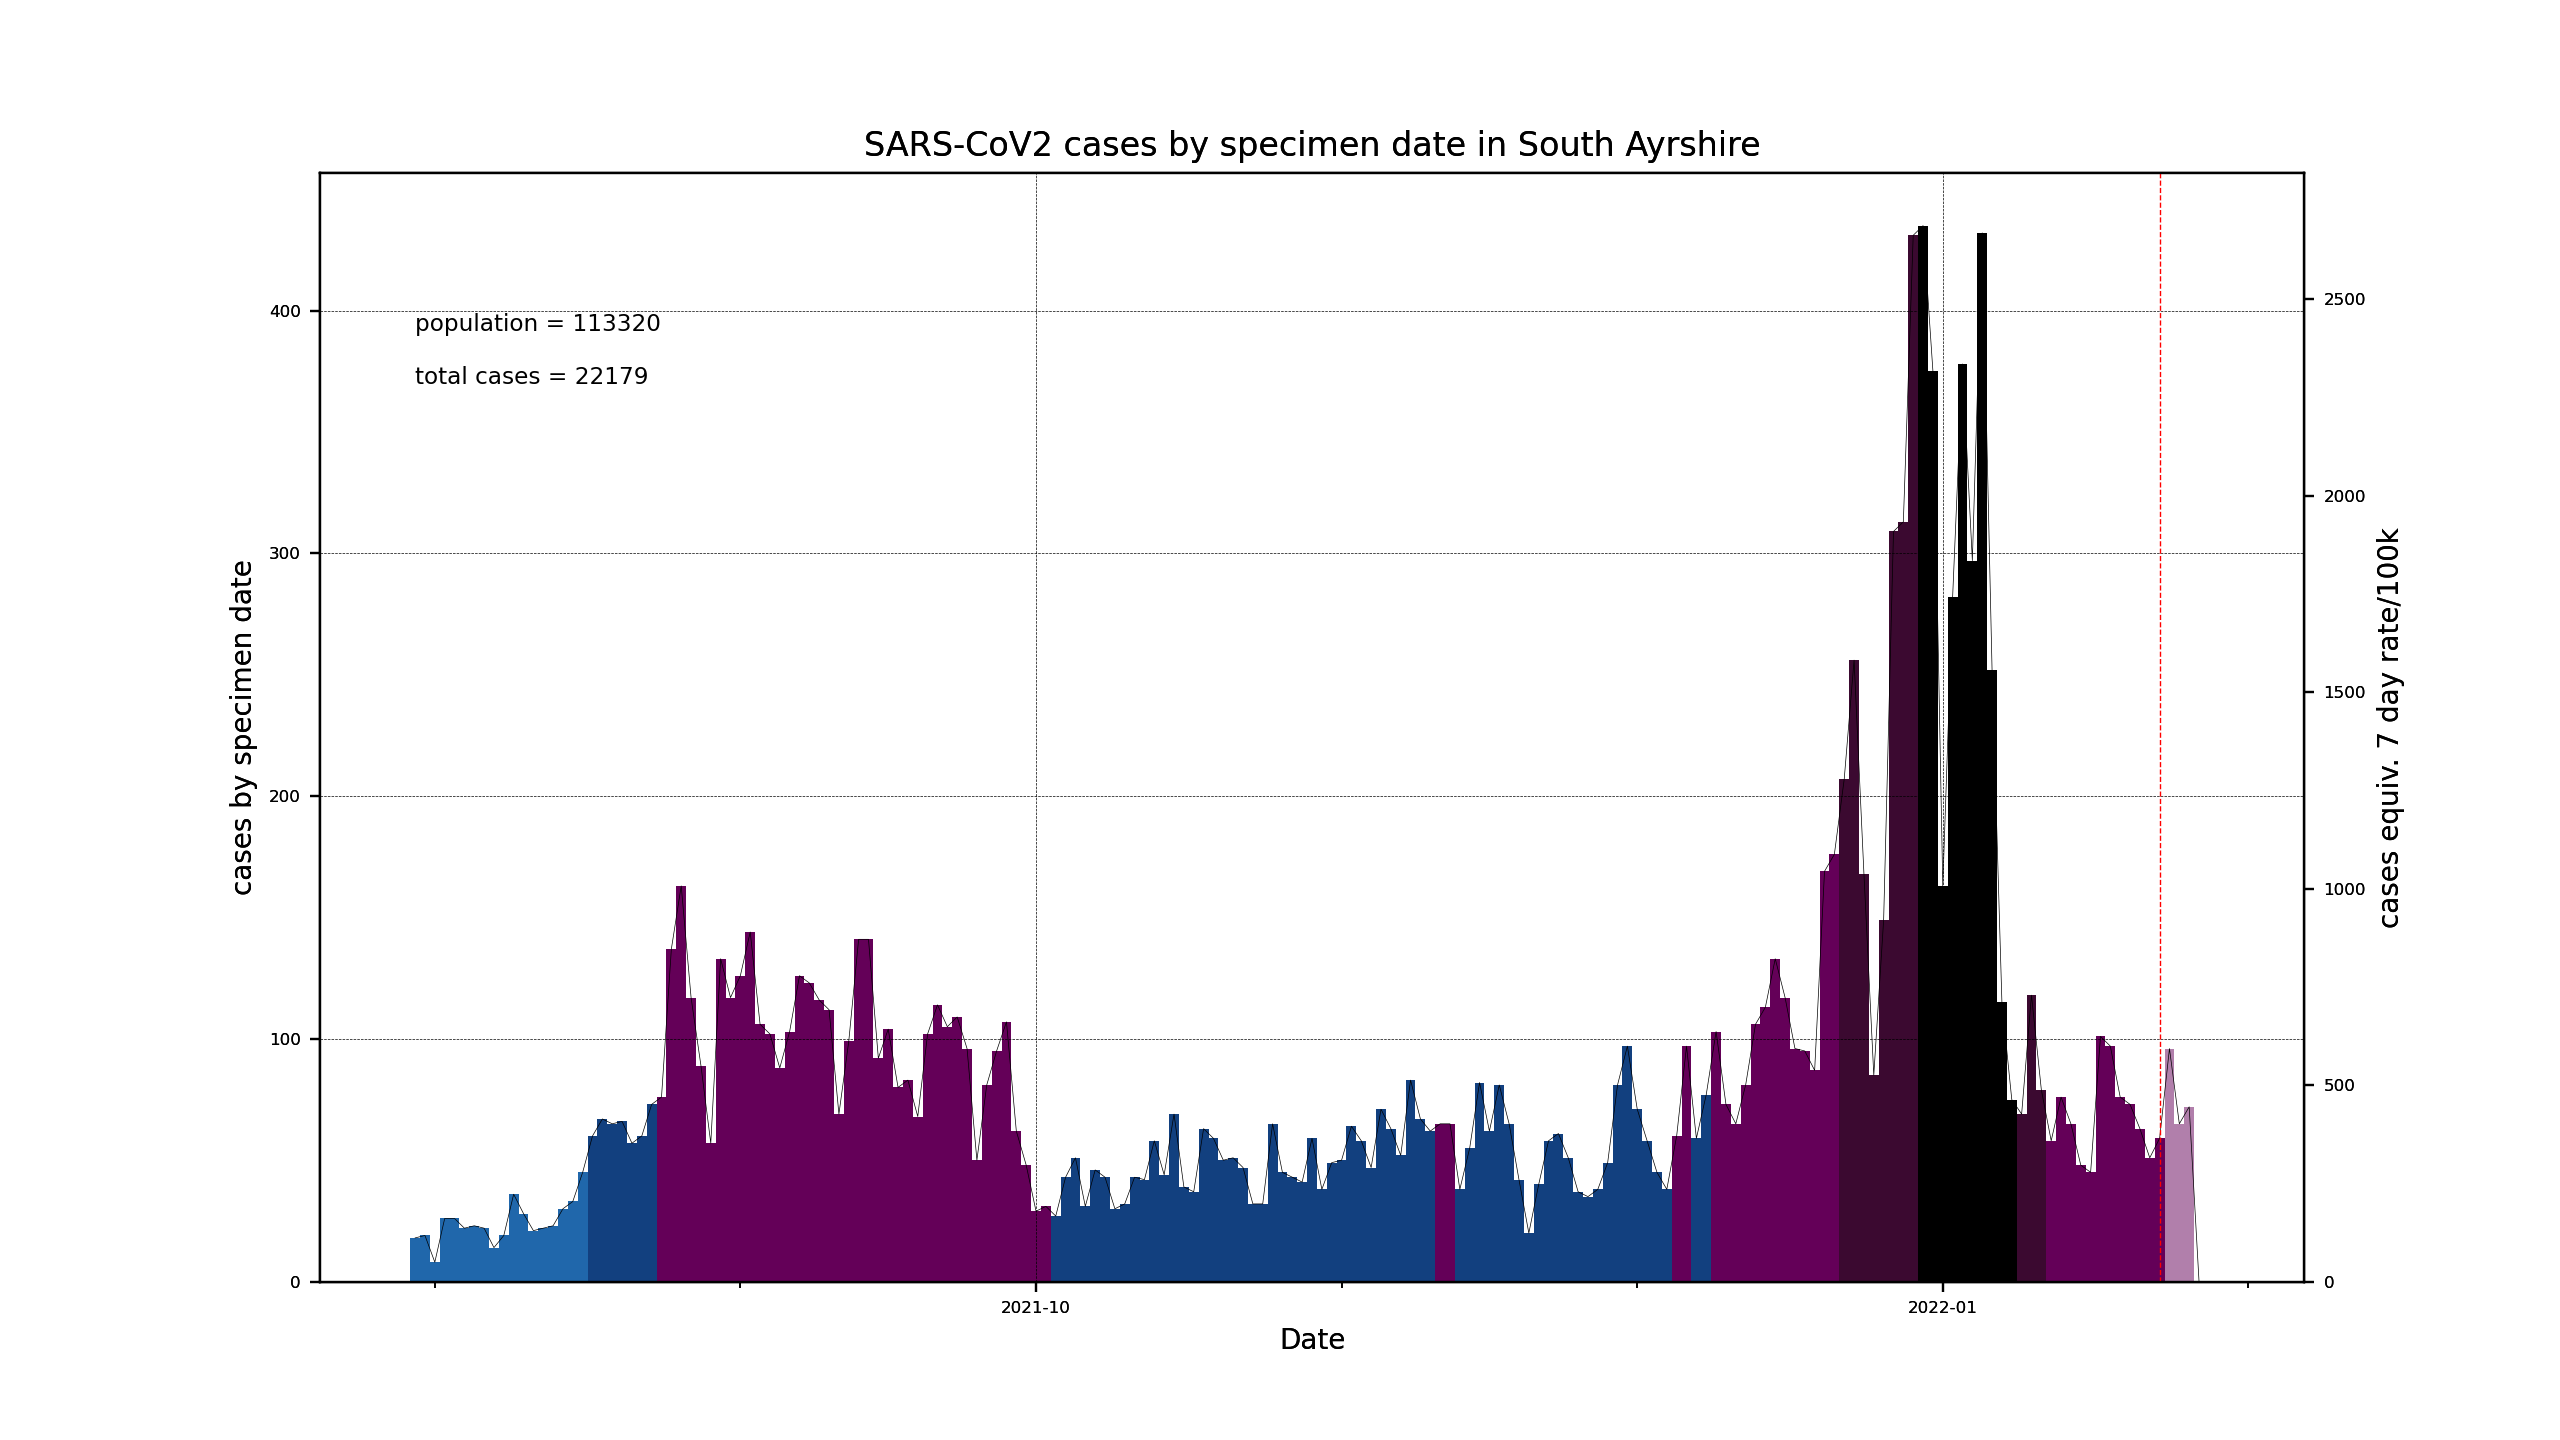 SARS-CoV2 cases by specimen date in South Ayrshire
population = 113320
total cases = 22179
cases by specimen date
400
300
200
100
0
2500
2000
1500
1000
500
0
cases equiv. 7 day rate/100k
2021-10
2022-01
Date